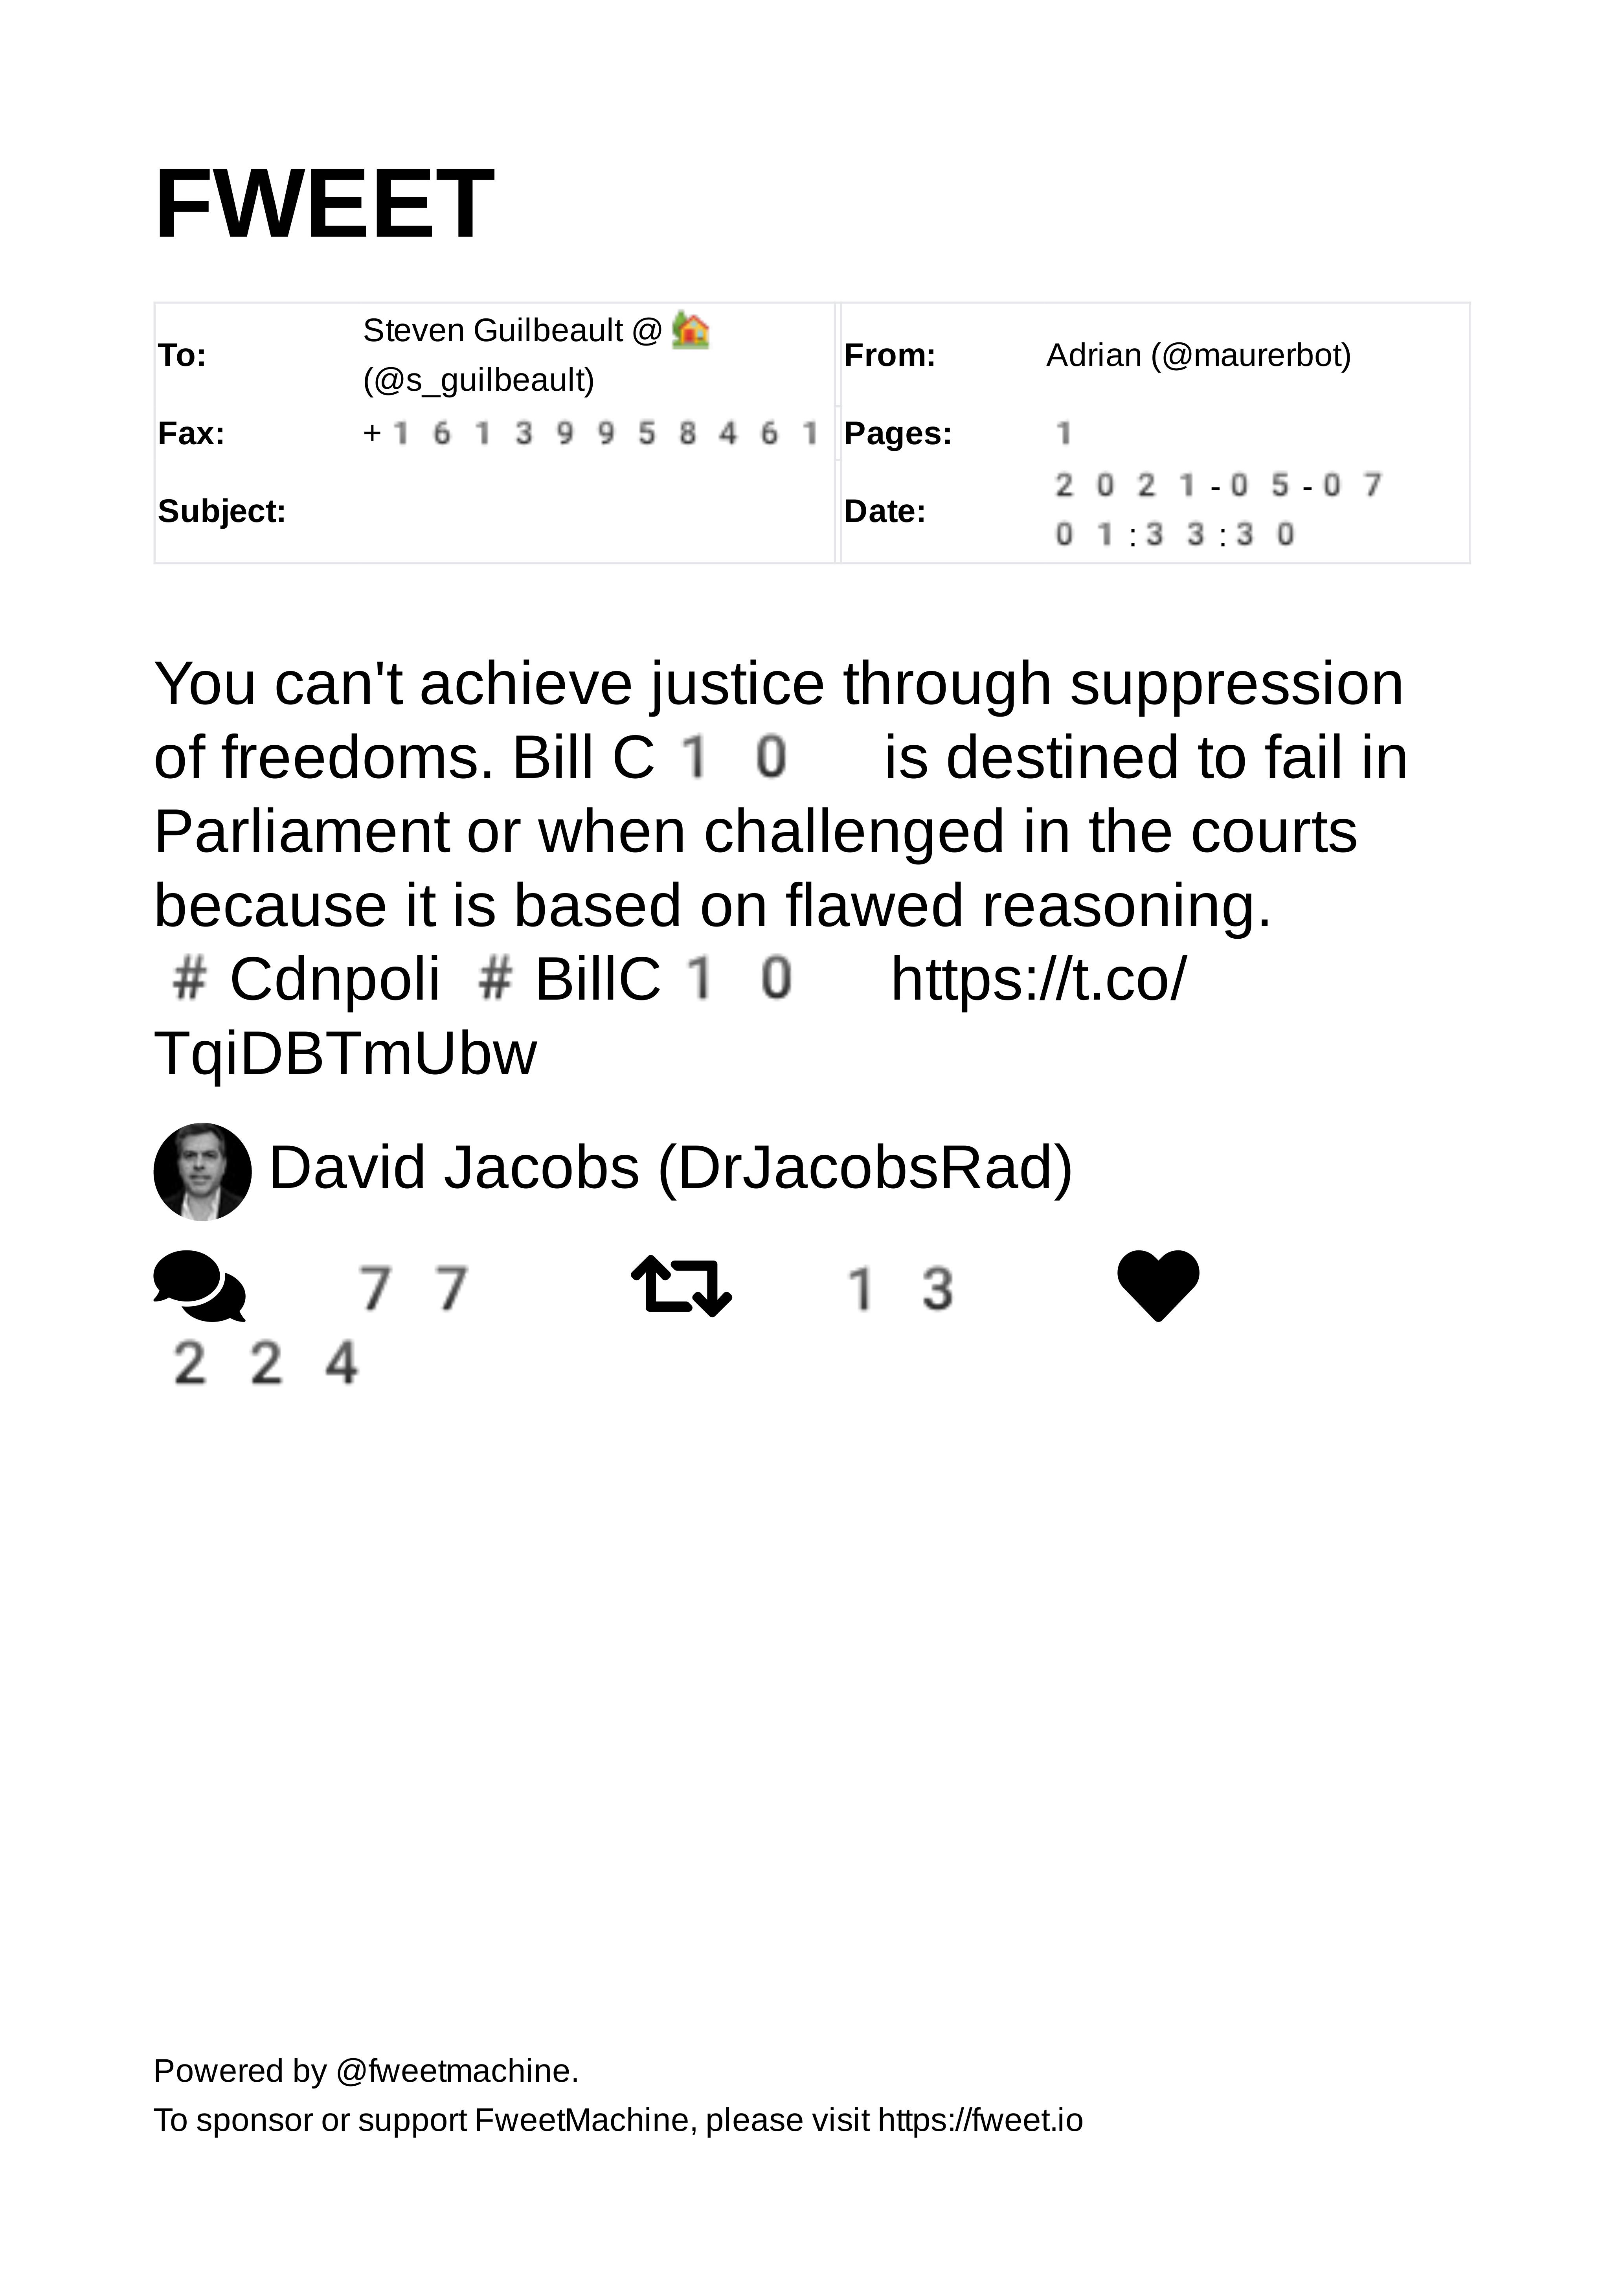 FWEET
To: Steven Guilbeault @ 🏡 (@s_guilbeault)
From: Adrian (@maurerbot)
Fax: +16139958461
Pages: 1
Subject:
Date: 2021-05-07 01:33:30
You can't achieve justice through suppression
of freedoms. Bill C10 is destined to fail in
Parliament or when challenged in the courts
because it is based on flawed reasoning.
#Cdnpoli #BillC10 https://t.co/
TqiDBTmUbw
David Jacobs (DrJacobsRad)
77 13
224
Powered by @fweetmachine.
To sponsor or support FweetMachine, please visit https://fweet.io